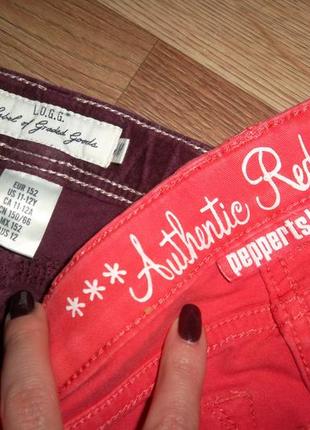 L.O.G.G.
Label of Graded Goods
EUR 152
US 11-12Y
CA 11-12A
CN 150/66
MX 152
US 12
*** Authentic Red
pepperts